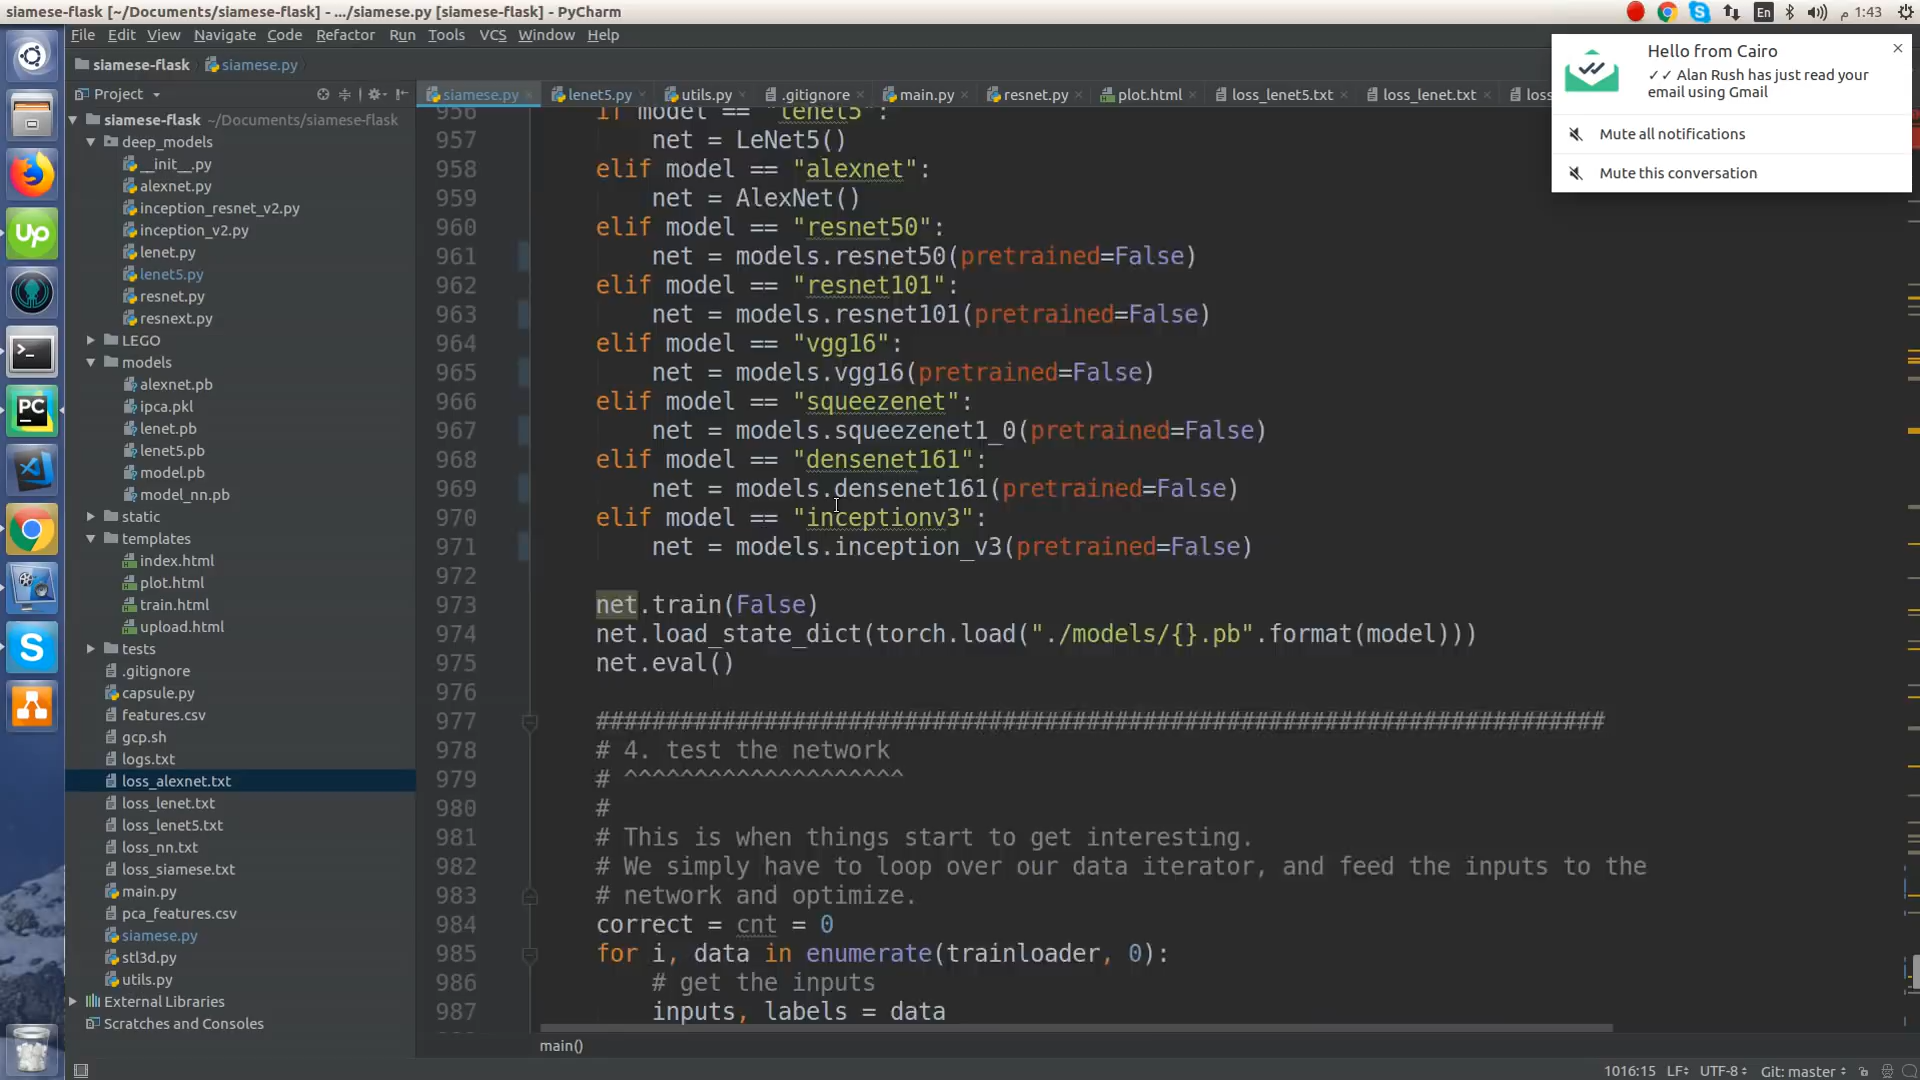 siamese-flask [~/Documents/siamese-flask] - .../siamese.py [siamese-flask] - PyCharm
En
1:43 م
File Edit View Navigate Code Refactor Run Tools VCS Window Help
siamese-flask siamese.py
Hello from Cairo
✓✓ Alan Rush has just read your
email using Gmail
Mute all notifications
Mute this conversation
Project
siamese.py lenet5.py utils.py .gitignore main.py resnet.py plot.html loss_lenet5.txt loss_lenet.txt loss
siamese-flask ~/Documents/siamese-flask
deep_models
__init__.py
alexnet.py
inception_resnet_v2.py
inception_v2.py
lenet.py
lenet5.py
resnet.py
resnext.py
LEGO
models
alexnet.pb
ipca.pkl
lenet.pb
lenet5.pb
model.pb
model_nn.pb
static
templates
index.html
plot.html
train.html
upload.html
tests
.gitignore
capsule.py
features.csv
gcp.sh
logs.txt
loss_alexnet.txt
loss_lenet.txt
loss_lenet5.txt
loss_nn.txt
loss_siamese.txt
main.py
pca_features.csv
siamese.py
stl3d.py
utils.py
External Libraries
Scratches and Consoles
Up
PC
956 if model == "lenet5":
957 net = LeNet5()
958 elif model == "alexnet":
959 net = AlexNet()
960 elif model == "resnet50":
961 net = models.resnet50(pretrained=False)
962 elif model == "resnet101":
963 net = models.resnet101(pretrained=False)
964 elif model == "vgg16":
965 net = models.vgg16(pretrained=False)
966 elif model == "squeezenet":
967 net = models.squeezenet1_0(pretrained=False)
968 elif model == "densenet161":
969 net = models.densenet161(pretrained=False)
970 elif model == "inceptionv3":
971 net = models.inception_v3(pretrained=False)
972
973 net.train(False)
974 net.load_state_dict(torch.load("./models/{}.pb".format(model)))
975 net.eval()
976
977 ########################################################################
978 # 4. test the network
979 # ^^^^^^^^^^^^^^^^^^^^
980 #
981 # This is when things start to get interesting.
982 # We simply have to loop over our data iterator, and feed the inputs to the
983 # network and optimize.
984 correct = cnt = 0
985 for i, data in enumerate(trainloader, 0):
986 # get the inputs
987 inputs, labels = data
main()
1016:15 LF÷ UTF-8÷ Git: master÷